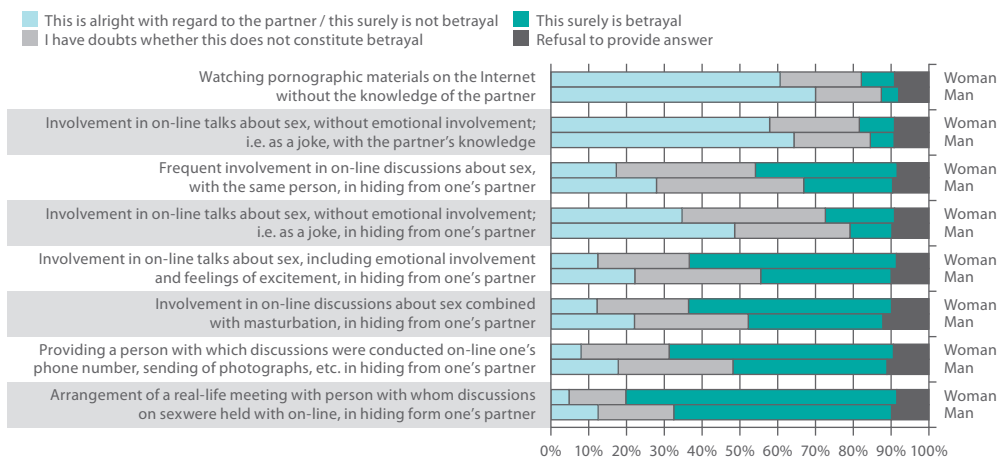 This is alright with regard to the partner / this surely is not betrayal
This surely is betrayal
I have doubts whether this does not constitute betrayal
Refusal to provide answer
Watching pornographic materials on the Internet
without the knowledge of the partner
Woman
Man
Involvement in on-line talks about sex, without emotional involvement;
i.e. as a joke, with the partner's knowledge
Woman
Man
Frequent involvement in on-line discussions about sex,
with the same person, in hiding from one's partner
Woman
Man
Involvement in on-line talks about sex, without emotional involvement;
i.e. as a joke, in hiding from one's partner
Woman
Man
Involvement in on-line talks about sex, including emotional involvement
and feelings of excitement, in hiding from one's partner
Woman
Man
Involvement in on-line discussions about sex combined
with masturbation, in hiding from one's partner
Woman
Man
Providing a person with which discussions were conducted on-line one's
phone number, sending of photographs, etc. in hiding from one's partner
Woman
Man
Arrangement of a real-life meeting with person with whom discussions
on sexwere held with on-line, in hiding form one's partner
Woman
Man
0% 10% 20% 30% 40% 50% 60% 70% 80% 90% 100%